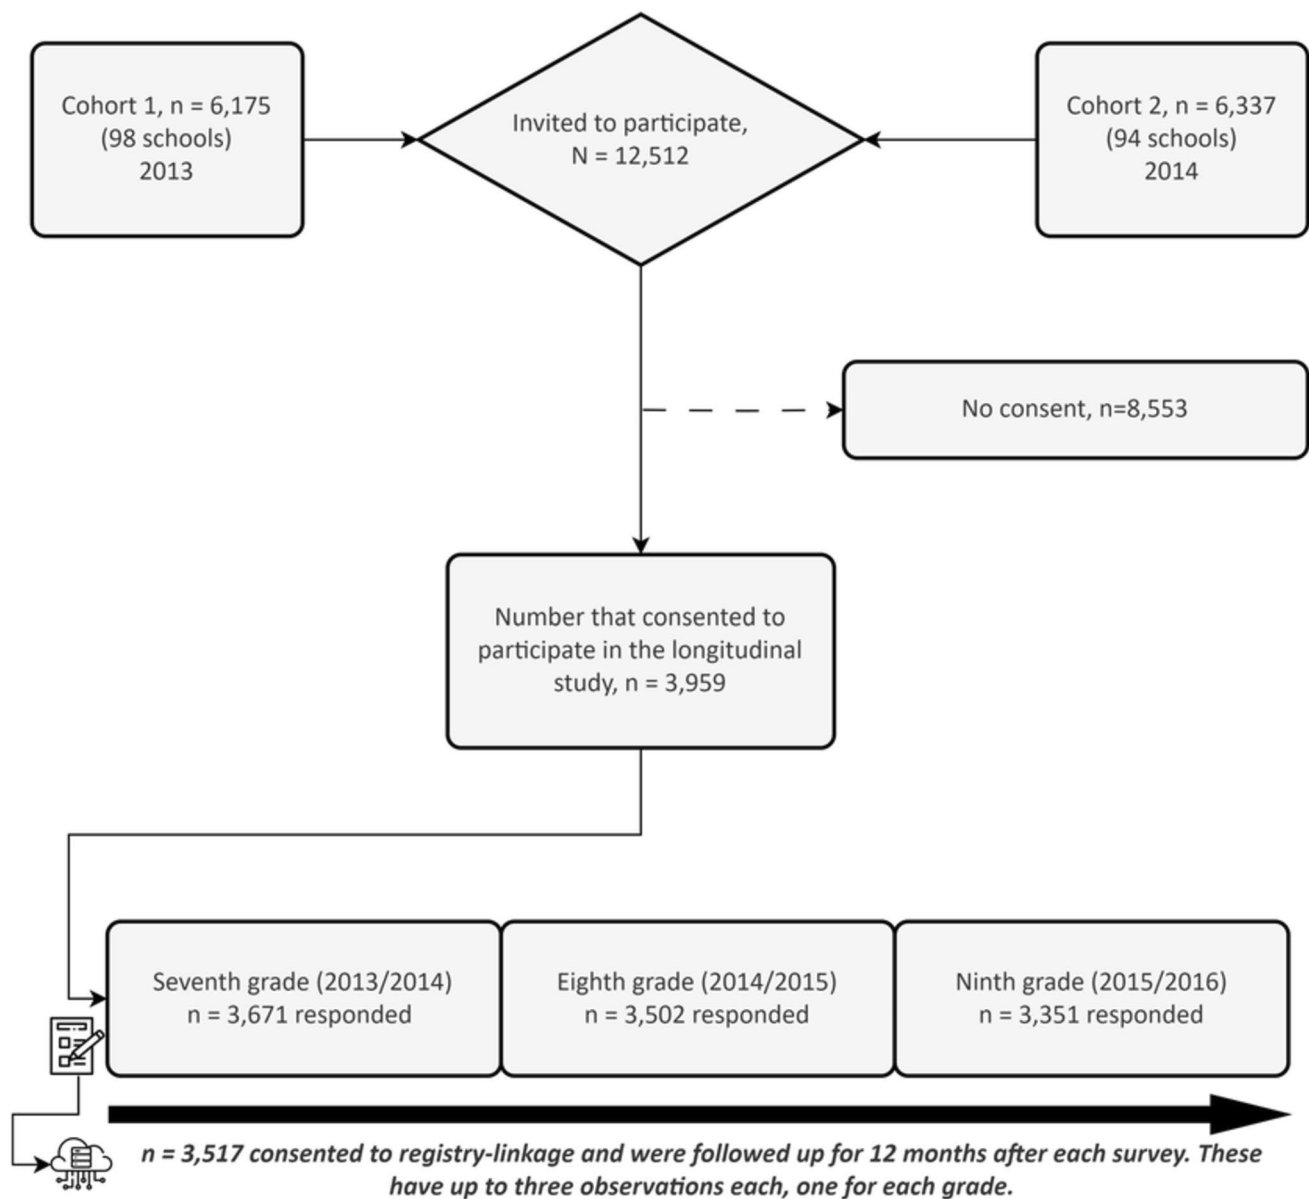 Cohort 1, n = 6,175
(98 schools)
2013
Invited to participate,
N = 12,512
Cohort 2, n = 6,337
(94 schools)
2014
No consent, n=8,553
Number that consented to
participate in the longitudinal
study, n = 3,959
Seventh grade (2013/2014)
n = 3,671 responded
Eighth grade (2014/2015)
n = 3,502 responded
Ninth grade (2015/2016)
n = 3,351 responded
n = 3,517 consented to registry-linkage and were followed up for 12 months after each survey. These
have up to three observations each, one for each grade.